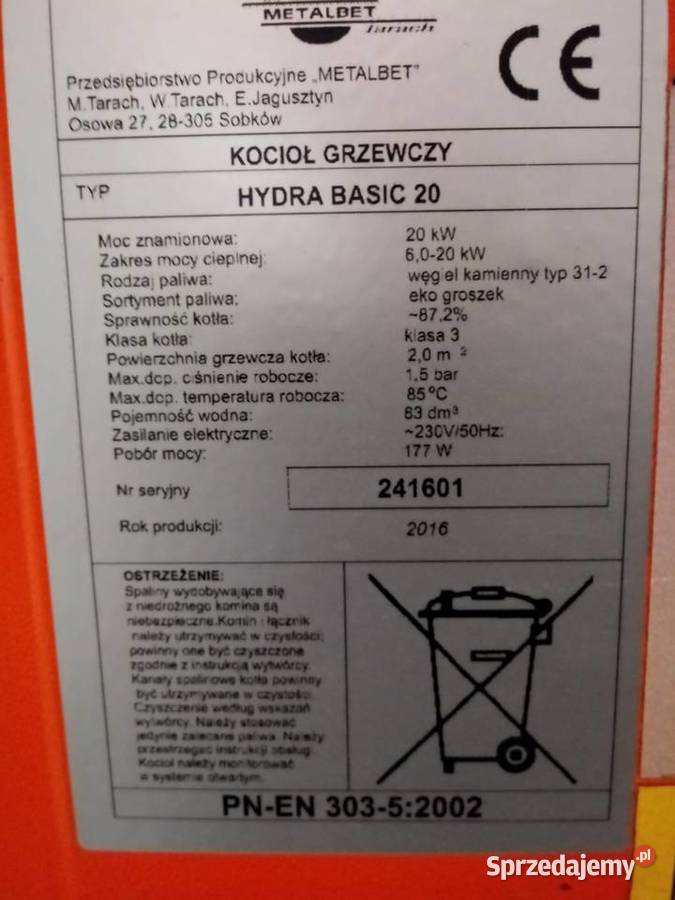 METALBET
Tarach
CE
Przedsiębiorstwo Produkcyjne „METALBET"
M.Tarach, W.Tarach, E.Jagusztyn
Osowa 27, 28-305 Sobków
KOCIOŁ GRZEWCZY
TYP HYDRA BASIC 20
Moc znamionowa: 20 kW
Zakres mocy cieplnej: 6,0-20 kW
Rodzaj paliwa: węgiel kamienny typ 31-2
Sortyment paliwa: eko groszek
Sprawność kotła: ~87,2%
Klasa kotła: klasa 3
Powierzchnia grzewcza kotła: 2,0 m ²
Max.dop. ciśnienie robocze: 1,5 bar
Max.dop. temperatura robocza: 85°C
Pojemność wodna: 63 dm³
Zasilanie elektryczne: ~230V/50Hz:
Pobór mocy: 177 W
Nr seryjny 241601
Rok produkcji: 2016
OSTRZEŻENIE:
Spaliny wydobywające się
z niedrożnego komina są
niebezpieczne.Komin i łącznik
należy utrzymywać w czystości;
powinny one być czyszczone
zgodnie z instrukcją wytwórcy.
Kanały spalinowe kotła powinny
być utrzymywane w czystości.
Czyszczenie według wskazań
wytwórcy. Należy stosować
jedynie zalecane paliwa. Należy
przestrzegać instrukcji obsługi.
Kocioł należy montować
w systemie otwartym.
PN-EN 303-5:2002
Sprzedajemy.pl